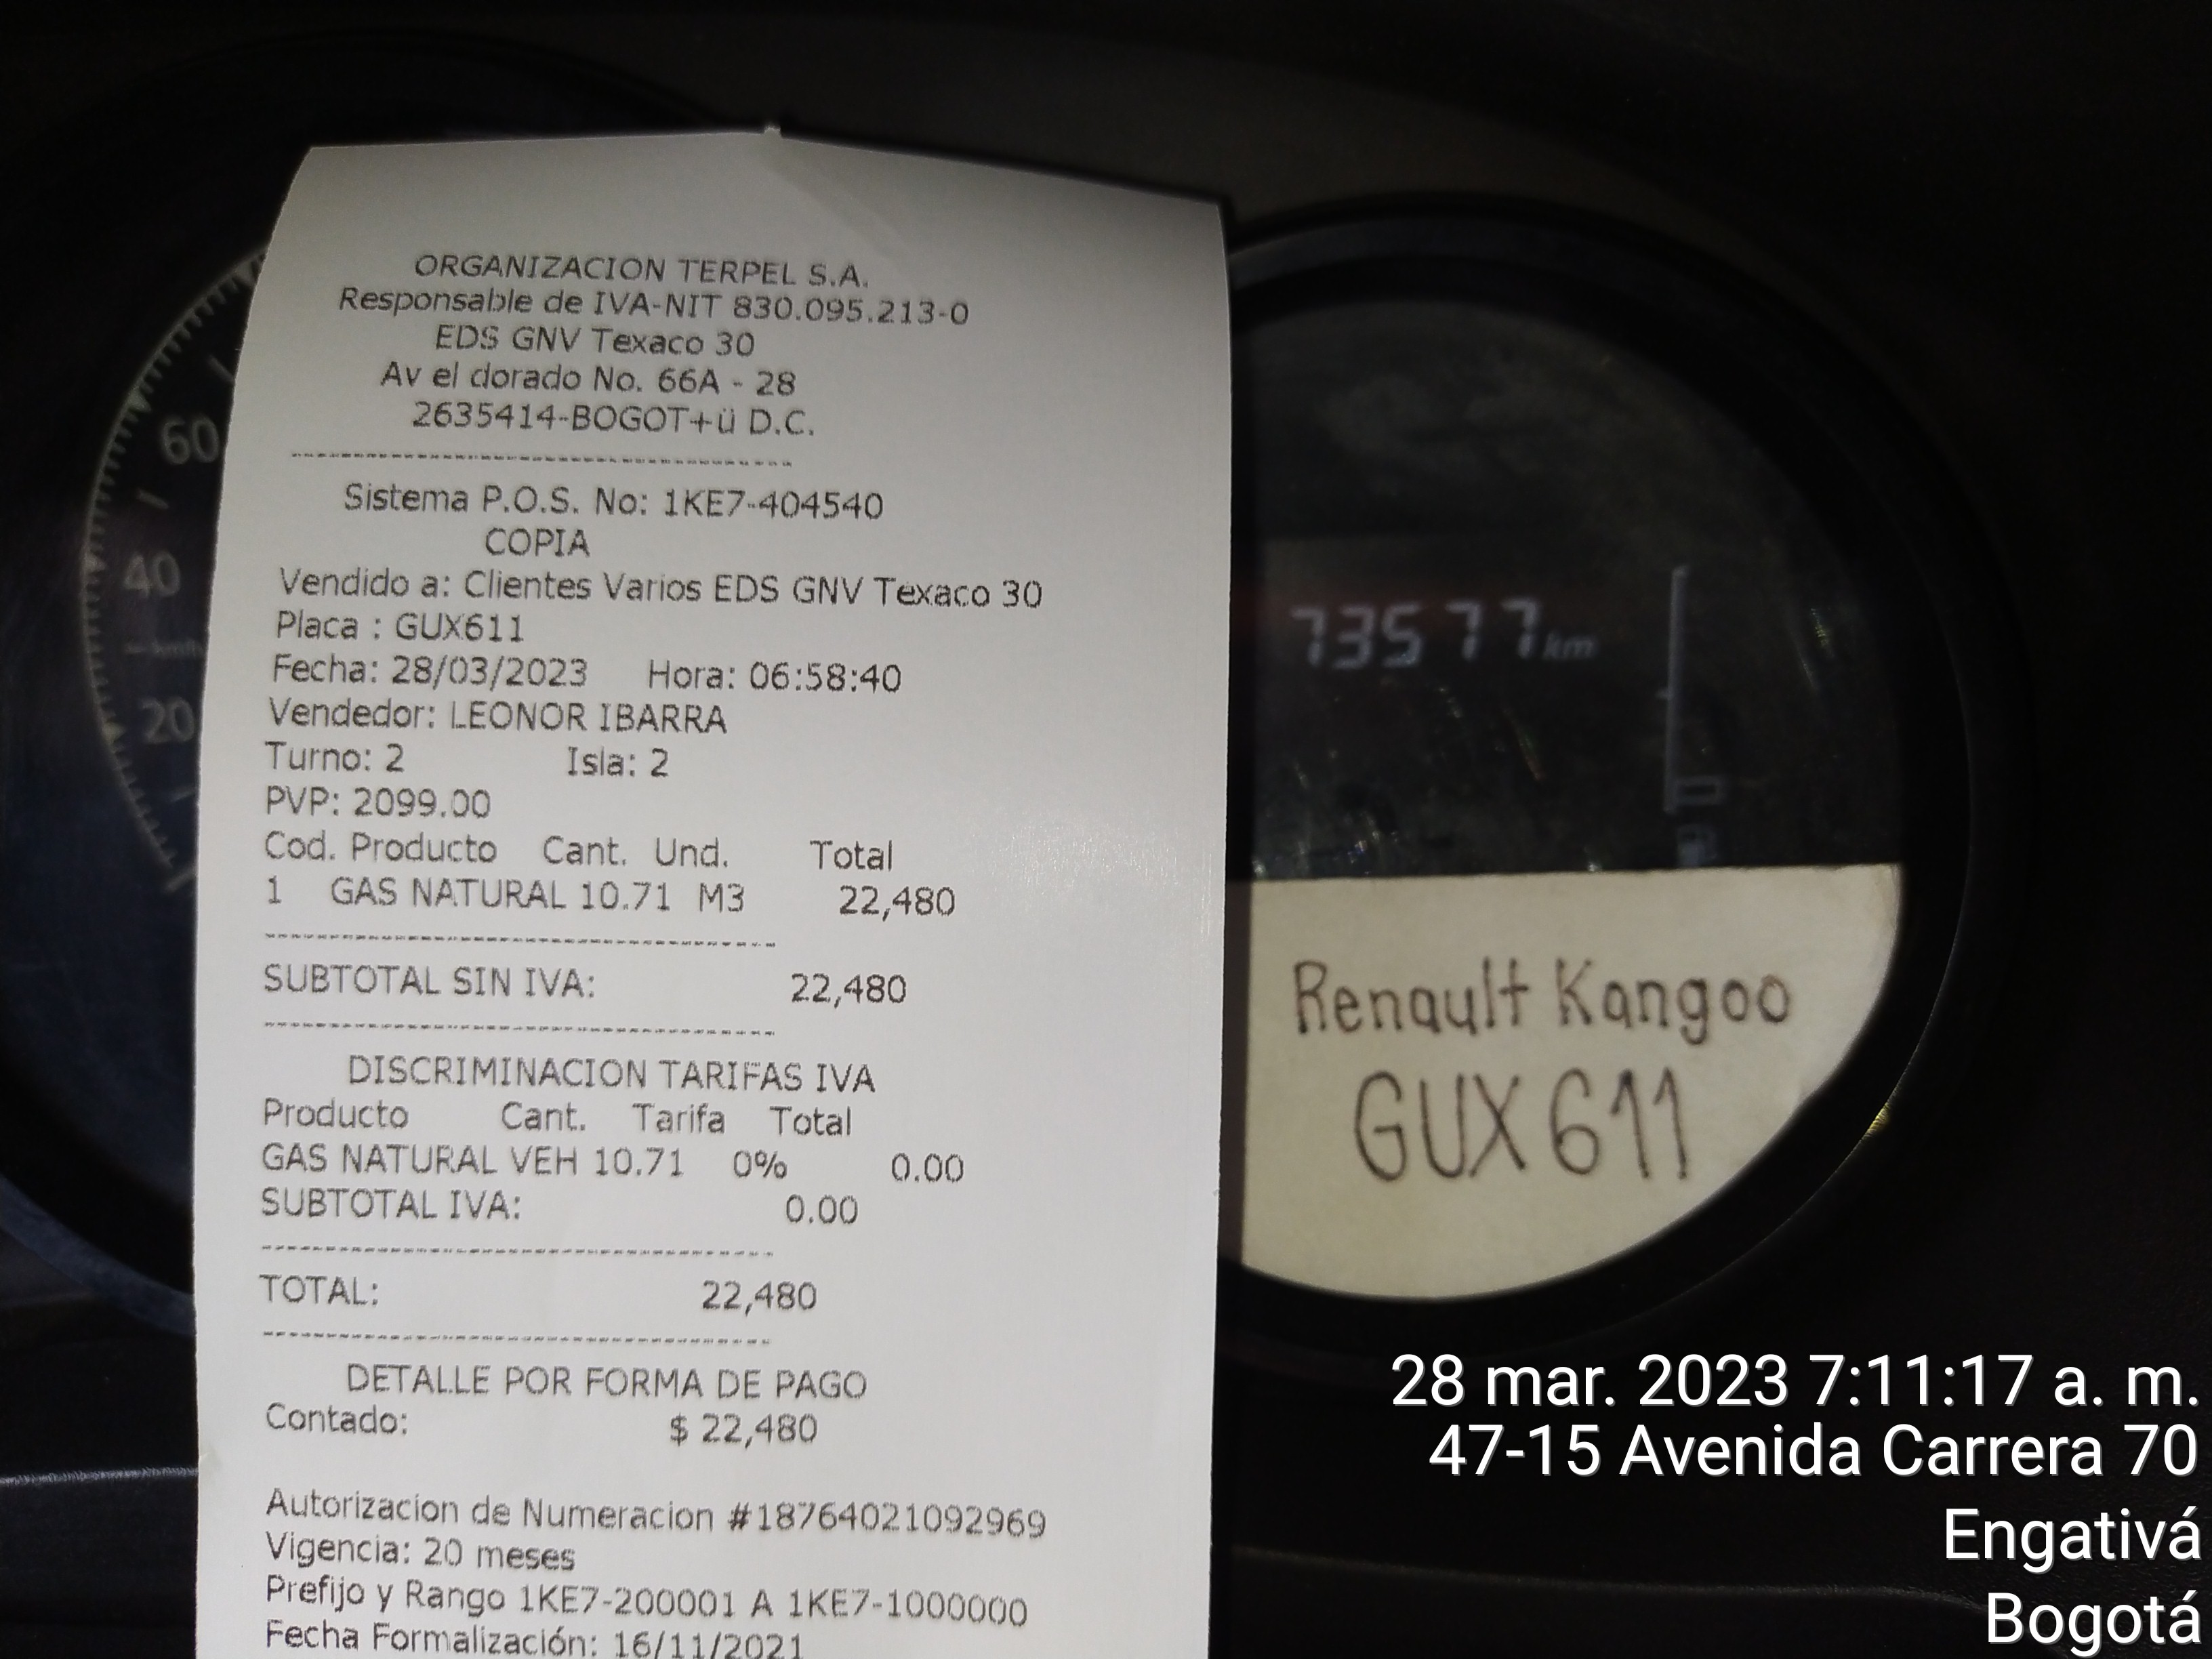 ORGANIZACION TERPEL S.A.
Responsable de IVA-NIT 830.095.213-0
EDS GNV Texaco 30
Av el dorado No. 66A - 28
2635414-BOGOT+ü D.C.
Sistema P.O.S. No: 1KE7-404540
COPIA
Vendido a: Clientes Varios EDS GNV Texaco 30
Placa : GUX611
Fecha: 28/03/2023 Hora: 06:58:40
Vendedor: LEONOR IBARRA
Turno: 2 Isla: 2
PVP: 2099.00
Cod. Producto Cant. Und. Total
1 GAS NATURAL 10.71 M3 22,480
SUBTOTAL SIN IVA: 22,480
DISCRIMINACION TARIFAS IVA
Producto Cant. Tarifa Total
GAS NATURAL VEH 10.71 0% 0.00
SUBTOTAL IVA: 0.00
TOTAL: 22,480
DETALLE POR FORMA DE PAGO
Contado: $ 22,480
Autorizacion de Numeracion #18764021092969
Vigencia: 20 meses
Prefijo y Rango 1KE7-200001 A 1KE7-1000000
Fecha Formalización: 16/11/2021
60
40
km/h
20
73577 km
Renault Kangoo
GUX611
28 mar. 2023 7:11:17 a. m.
47-15 Avenida Carrera 70
Engativá
Bogotá